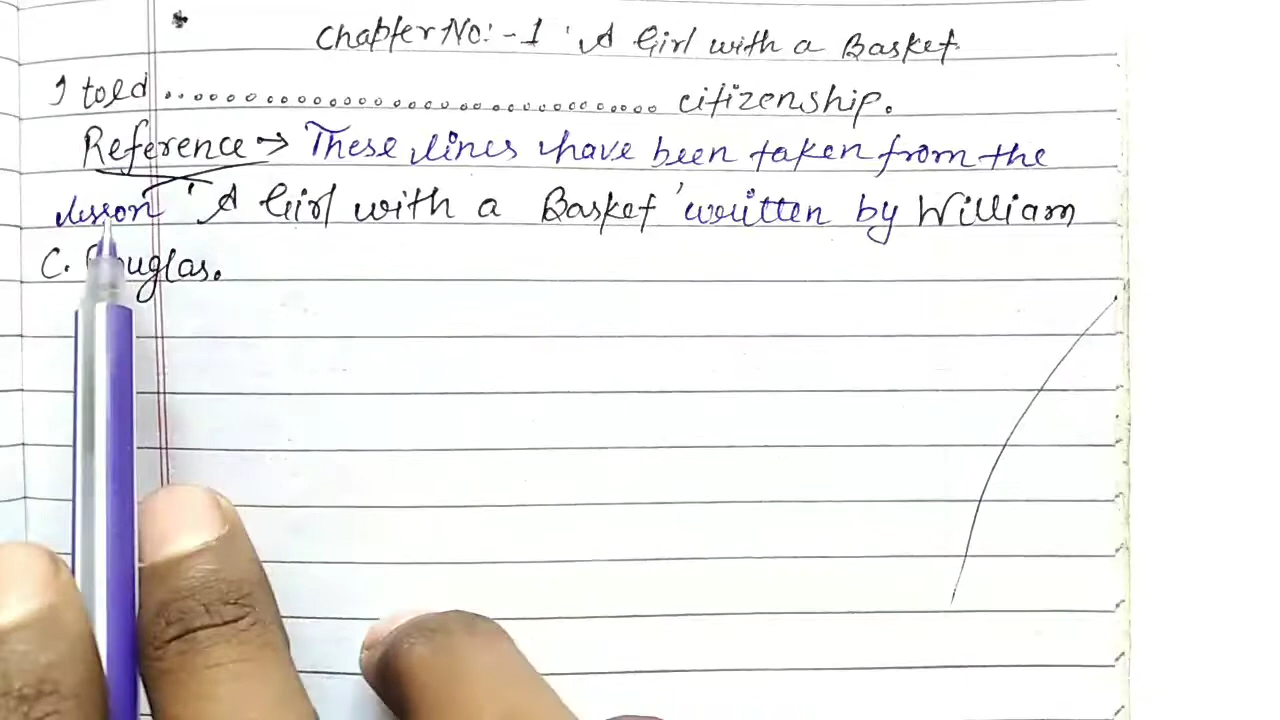 Chapter No:-1 'A Girl with a Basket.
I told .................................... citizenship.
Reference → These lines have been taken from the
lesson 'A Girl with a Basket' written by William
C. Douglas.